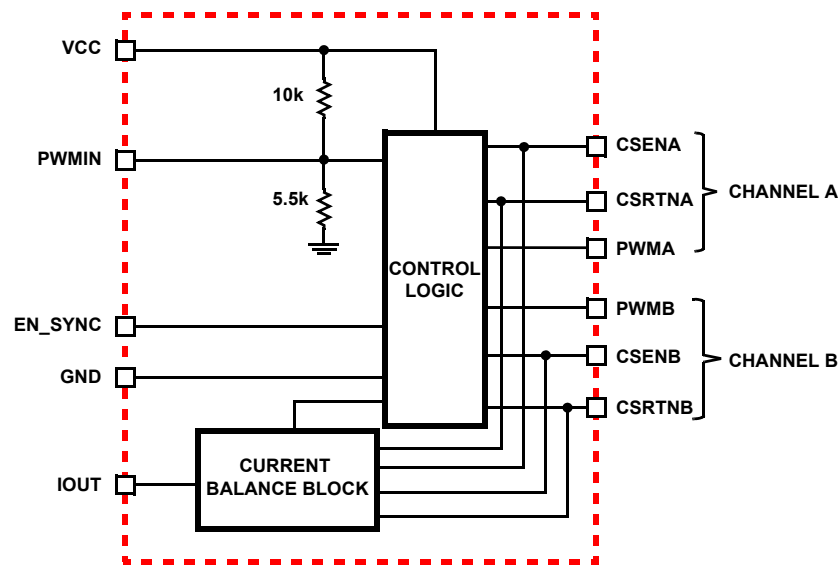 VCC
10k
PWMIN
5.5k
EN_SYNC
GND
IOUT
CONTROL
LOGIC
CURRENT
BALANCE BLOCK
CSENA
CSRTNA
PWMA
CHANNEL A
PWMB
CSENB
CSRTNB
CHANNEL B